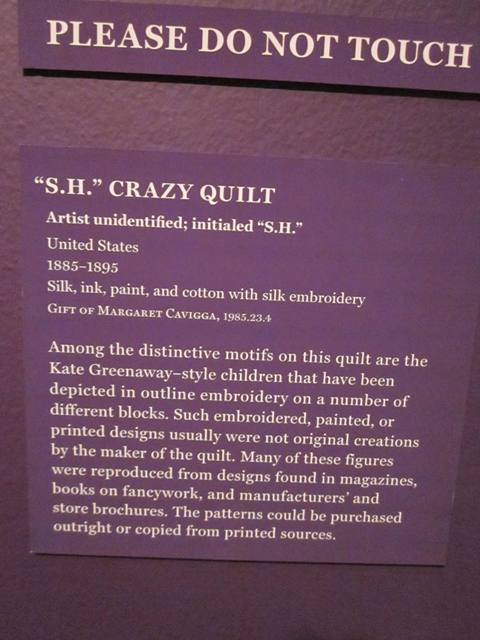 PLEASE DO NOT TOUCH
"S.H." CRAZY QUILT
Artist unidentified; initialed "S.H."
United States
1885–1895
Silk, ink, paint, and cotton with silk embroidery
GIFT OF MARGARET CAVIGGA, 1985.23.4
Among the distinctive motifs on this quilt are the
Kate Greenaway–style children that have been
depicted in outline embroidery on a number of
different blocks. Such embroidered, painted, or
printed designs usually were not original creations
by the maker of the quilt. Many of these figures
were reproduced from designs found in magazines,
books on fancywork, and manufacturers' and
store brochures. The patterns could be purchased
outright or copied from printed sources.